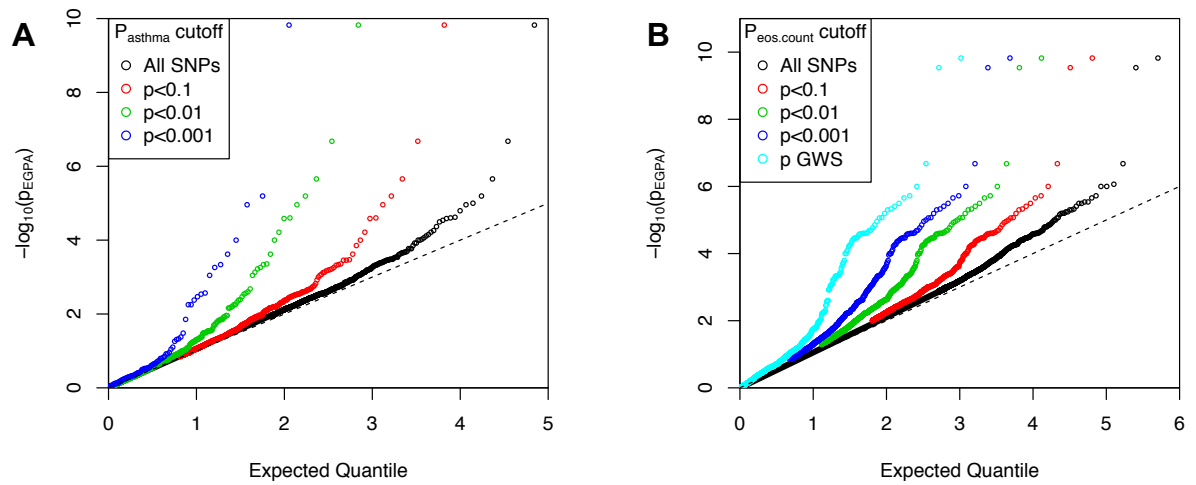 A
P_asthma cutoff
All SNPs
p<0.1
p<0.01
p<0.001
−log10(pEGPA)
10
8
6
4
2
0
0 1 2 3 4 5
Expected Quantile
B
P_eos.count cutoff
All SNPs
p<0.1
p<0.01
p<0.001
p GWS
−log10(pEGPA)
10
8
6
4
2
0
0 1 2 3 4 5 6
Expected Quantile